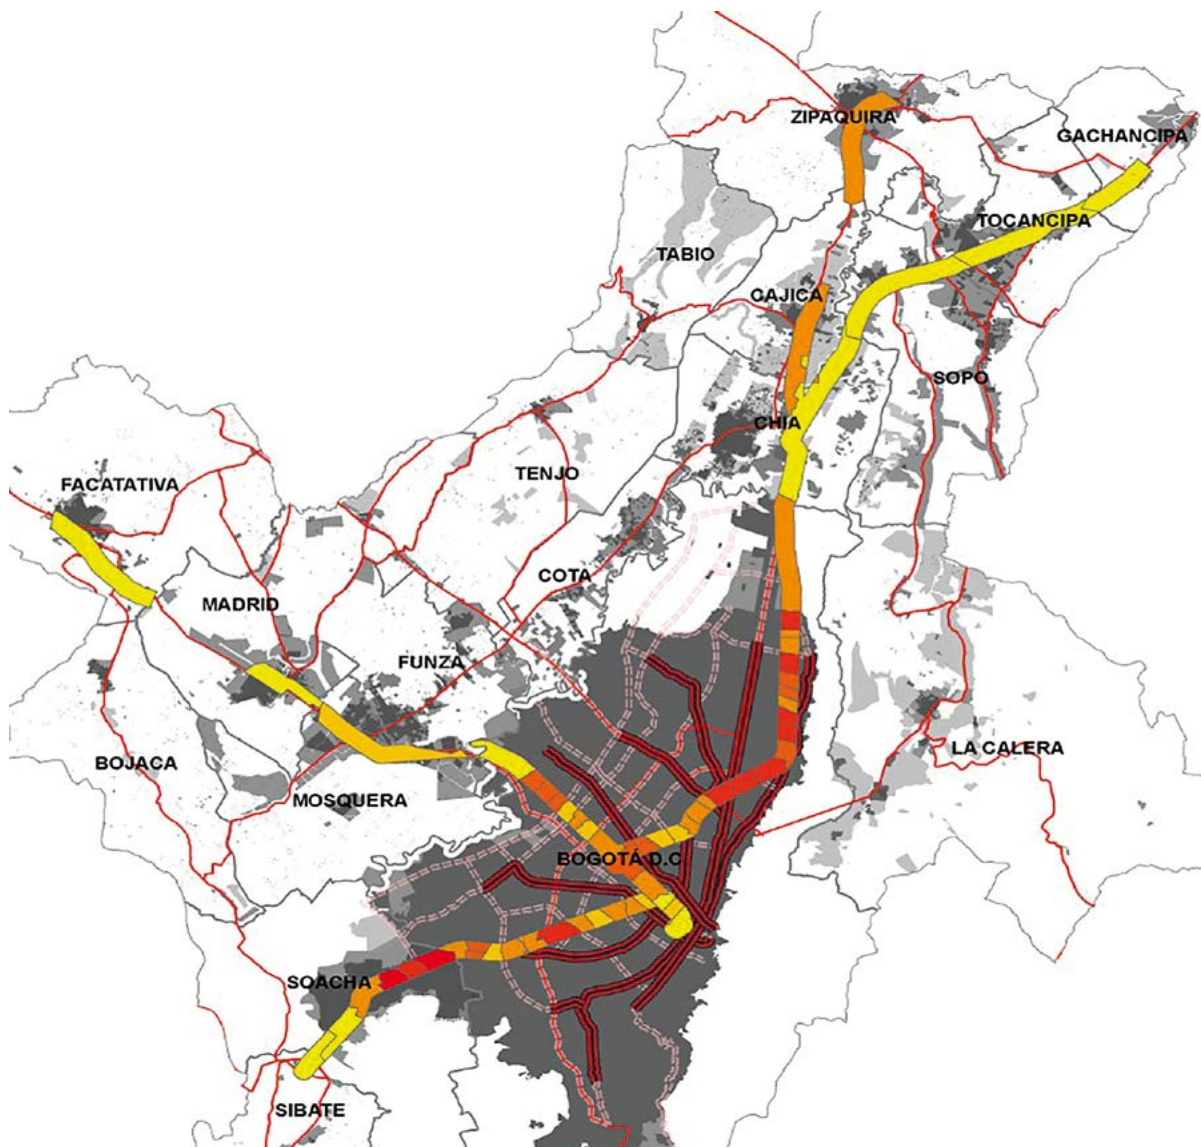 ZIPAQUIRA
GACHANCIPA
TOCANCIPA
TABIO
CAJICA
SOPO
CHIA
TENJO
FACATATIVA
COTA
MADRID
FUNZA
LA CALERA
BOJACA
MOSQUERA
BOGOTÁ D.C
SOACHA
SIBATE